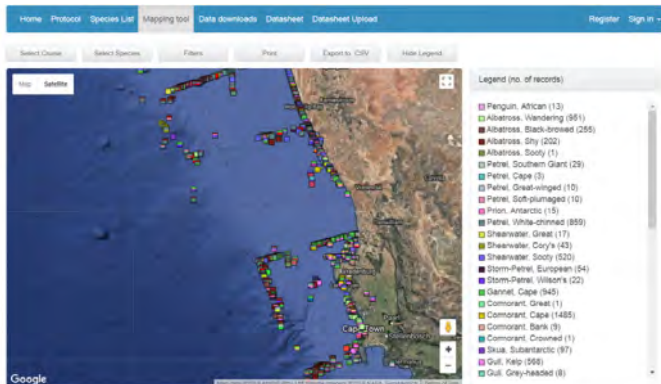 Home Protocol Species List Mapping tool Data downloads Datasheet Datasheet Upload Register Sign in
Select Cruise Select Species Filters Print Export to CSV Hide Legend
Map Satellite
Legend (no. of records)
Penguin, African (13)
Albatross, Wandering (951)
Albatross, Black-browed (255)
Albatross, Shy (202)
Albatross, Sooty (1)
Petrel, Southern Giant (29)
Petrel, Cape (3)
Petrel, Great-winged (10)
Petrel, Soft-plumaged (10)
Prion, Antarctic (15)
Petrel, White-chinned (859)
Shearwater, Great (17)
Shearwater, Cory's (43)
Shearwater, Sooty (520)
Storm-Petrel, European (54)
Storm-Petrel, Wilson's (22)
Gannet, Cape (945)
Cormorant, Great (1)
Cormorant, Cape (1485)
Cormorant, Bank (9)
Cormorant, Crowned (1)
Skua, Subantarctic (97)
Gull, Kelp (568)
Gull, Grey-headed (8)
Cape Town
Google